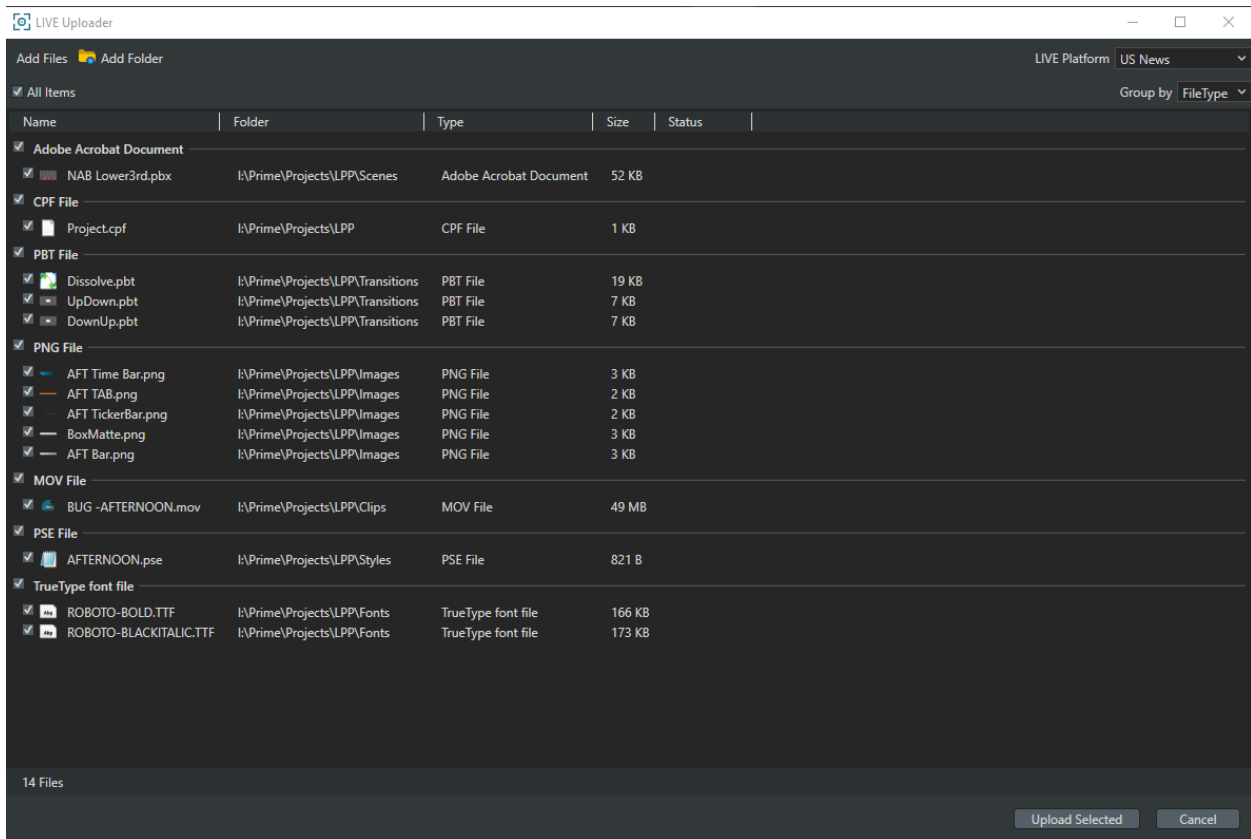 LIVE Uploader
Add Files Add Folder LIVE Platform US News
All Items Group by FileType
Name Folder Type Size Status
Adobe Acrobat Document
NAB Lower3rd.pbx I:\Prime\Projects\LPP\Scenes Adobe Acrobat Document 52 KB
CPF File
Project.cpf I:\Prime\Projects\LPP CPF File 1 KB
PBT File
Dissolve.pbt I:\Prime\Projects\LPP\Transitions PBT File 19 KB
UpDown.pbt I:\Prime\Projects\LPP\Transitions PBT File 7 KB
DownUp.pbt I:\Prime\Projects\LPP\Transitions PBT File 7 KB
PNG File
AFT Time Bar.png I:\Prime\Projects\LPP\Images PNG File 3 KB
AFT TAB.png I:\Prime\Projects\LPP\Images PNG File 2 KB
AFT TickerBar.png I:\Prime\Projects\LPP\Images PNG File 2 KB
BoxMatte.png I:\Prime\Projects\LPP\Images PNG File 3 KB
AFT Bar.png I:\Prime\Projects\LPP\Images PNG File 3 KB
MOV File
BUG -AFTERNOON.mov I:\Prime\Projects\LPP\Clips MOV File 49 MB
PSE File
AFTERNOON.pse I:\Prime\Projects\LPP\Styles PSE File 821 B
TrueType font file
ROBOTO-BOLD.TTF I:\Prime\Projects\LPP\Fonts TrueType font file 166 KB
ROBOTO-BLACKITALIC.TTF I:\Prime\Projects\LPP\Fonts TrueType font file 173 KB
14 Files
Upload Selected Cancel